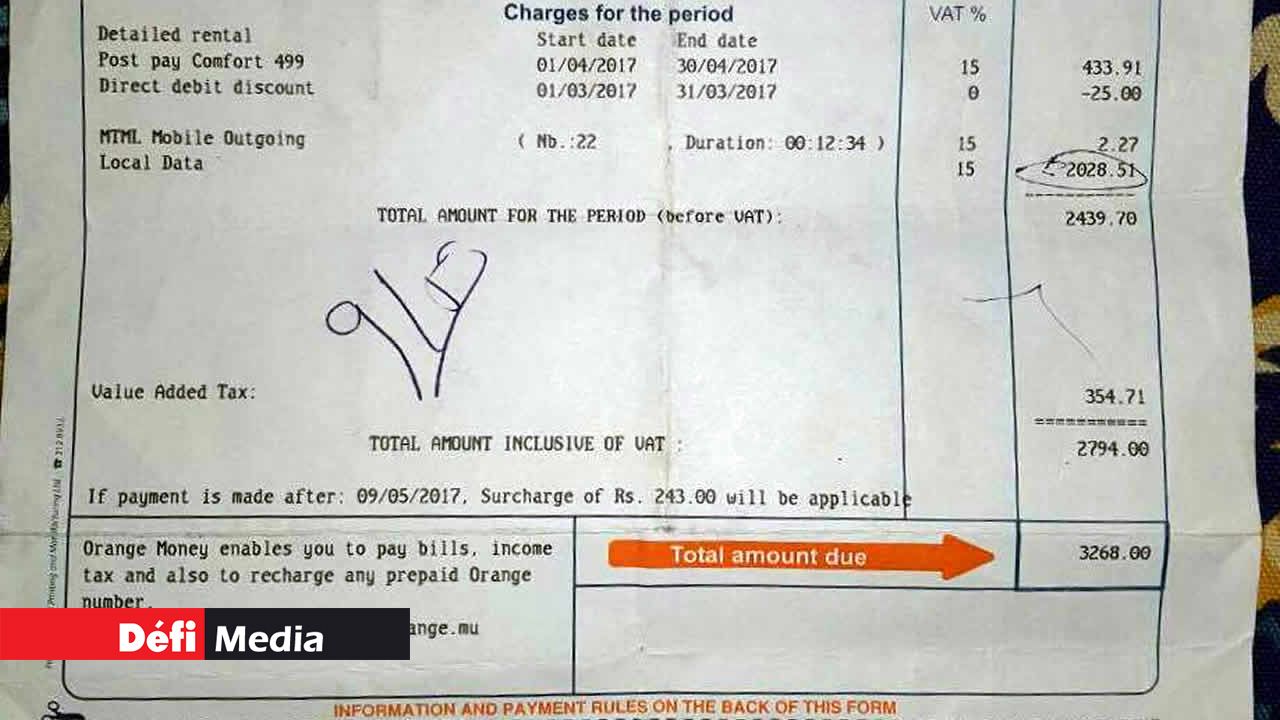 Charges for the period VAT %
Detailed rental Start date End date
Post pay Comfort 499 01/04/2017 30/04/2017 15 433.91
Direct debit discount 01/03/2017 31/03/2017 0 -25.00
MTML Mobile Outgoing ( Nb.:22 , Duration: 00:12:34 ) 15 2.27
Local Data 15 2028.51
TOTAL AMOUNT FOR THE PERIOD (before VAT): 2439.70
Value Added Tax: 354.71
===========
TOTAL AMOUNT INCLUSIVE OF VAT : 2794.00
If payment is made after: 09/05/2017, Surcharge of Rs. 243.00 will be applicable
Orange Money enables you to pay bills, income
tax and also to recharge any prepaid Orange
number.
ange.mu
Total amount due 3268.00
Défi Media
INFORMATION AND PAYMENT RULES ON THE BACK OF THIS FORM
Printing and Manufacturing Ltd